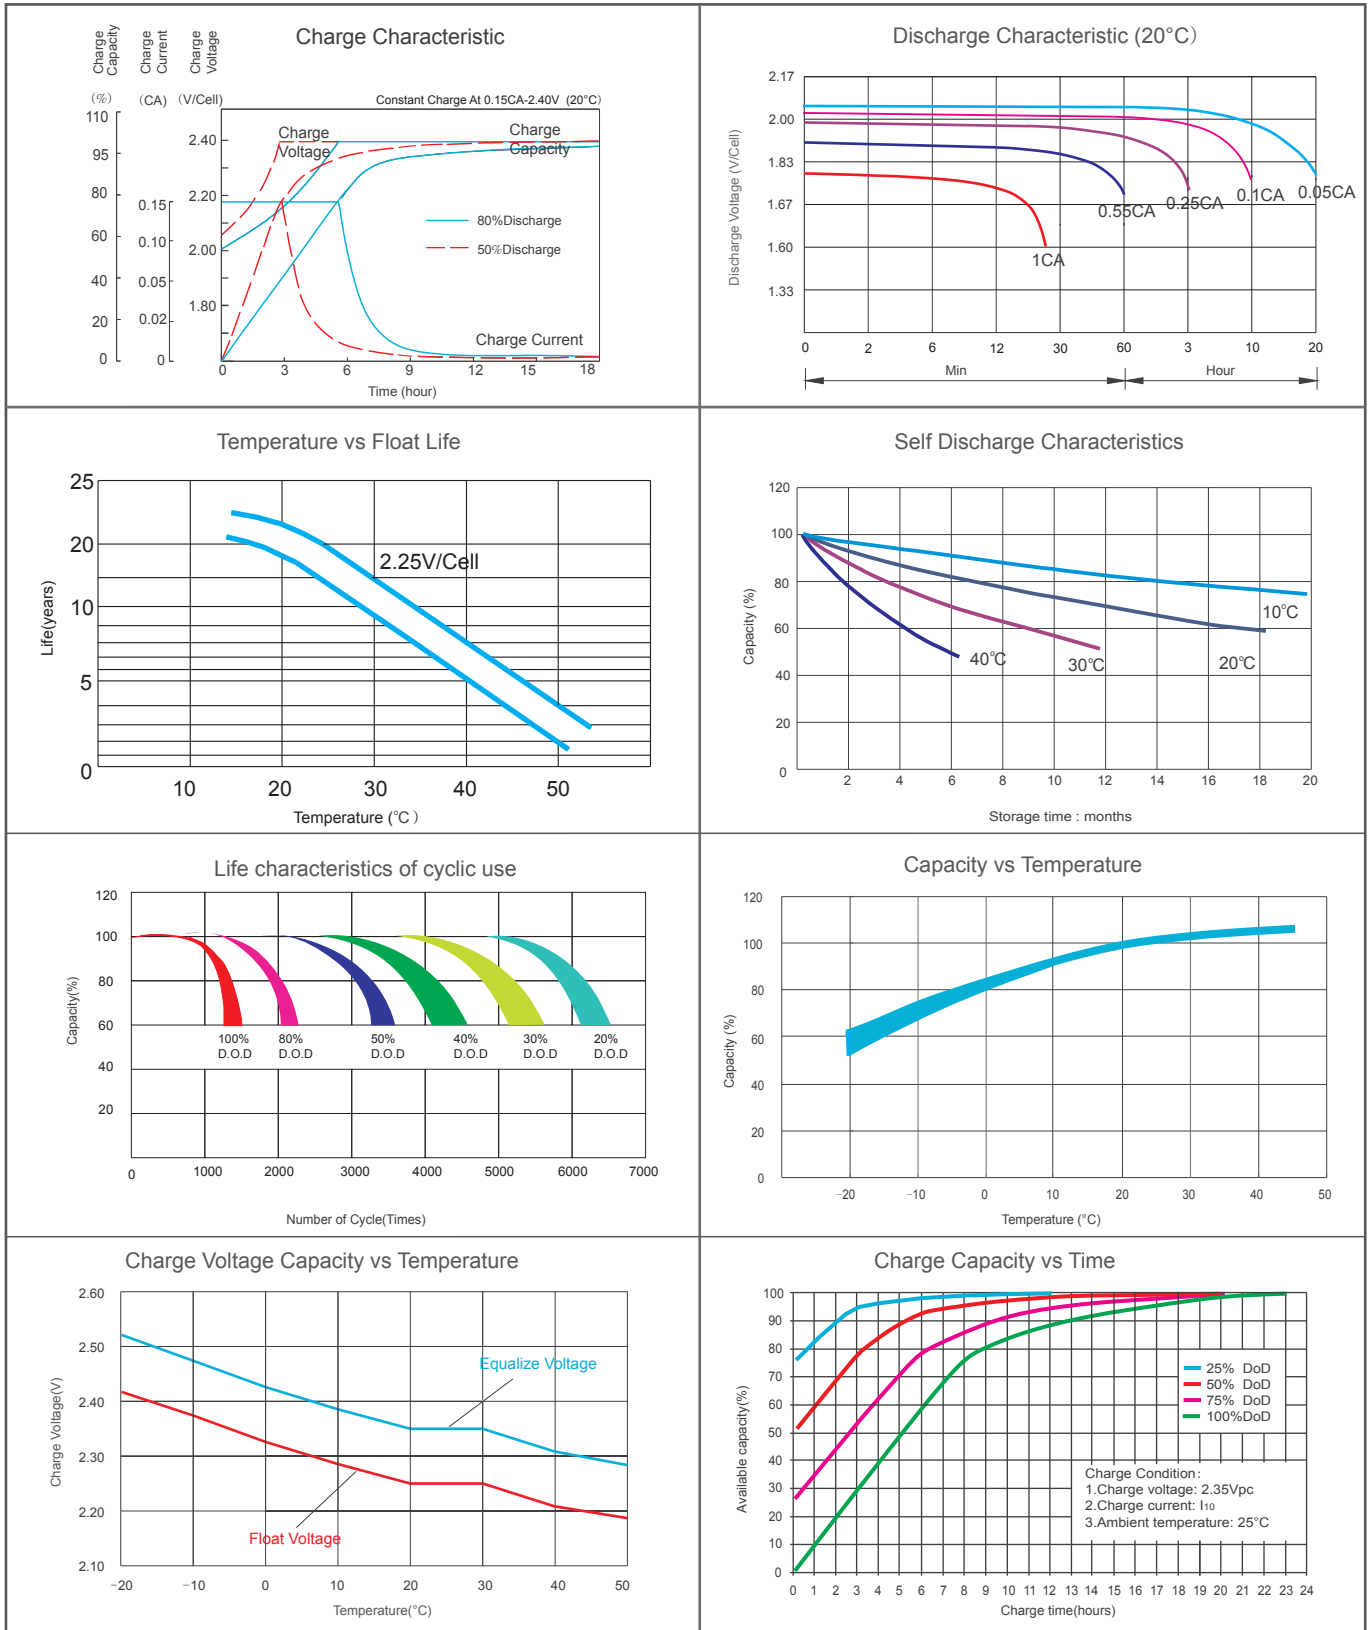 Charge Characteristic
Charge
Capacity
Charge
Current
Charge
Voltage
(%)
(CA)
(V/Cell)
Constant Charge At 0.15CA-2.40V (20°C)
110
95
80
60
40
20
0
0.15
0.10
0.05
0.02
0
2.40
2.20
2.00
1.80
Charge
Voltage
Charge
Capacity
80%Discharge
50%Discharge
Charge Current
0 3 6 9 12 15 18
Time (hour)
Discharge Characteristic (20°C)
Discharge Voltage (V/Cell)
2.17
2.00
1.83
1.67
1.60
1.33
0.05CA
0.1CA
0.25CA
0.55CA
1CA
0 2 6 12 30 60 3 10 20
Min Hour
Temperature vs Float Life
Life(years)
25
20
10
5
0
2.25V/Cell
10 20 30 40 50
Temperature (°C )
Self Discharge Characteristics
Capacity (%)
120
100
80
60
40
20
0
10°C
20°C
30°C
40°C
2 4 6 8 10 12 14 16 18 20
Storage time : months
Life characteristics of cyclic use
Capacity(%)
120
100
80
60
40
20
100% 80% 50% 40% 30% 20%
D.O.D D.O.D D.O.D D.O.D D.O.D D.O.D
0 1000 2000 3000 4000 5000 6000 7000
Number of Cycle(Times)
Capacity vs Temperature
Capacity (%)
120
100
80
60
40
20
0
−20 −10 0 10 20 30 40 50
Temperature (°C)
Charge Voltage Capacity vs Temperature
Charge Voltage(V)
2.60
2.50
2.40
2.30
2.20
2.10
Equalize Voltage
Float Voltage
−20 −10 0 10 20 30 40 50
Temperature(°C)
Charge Capacity vs Time
Available capacity(%)
100
90
80
70
60
50
40
30
20
10
0
25% DoD
50% DoD
75% DoD
100%DoD
Charge Condition:
1.Charge voltage: 2.35Vpc
2.Charge current: I10
3.Ambient temperature: 25°C
0 1 2 3 4 5 6 7 8 9 10 11 12 13 14 15 16 17 18 19 20 21 22 23 24
Charge time(hours)